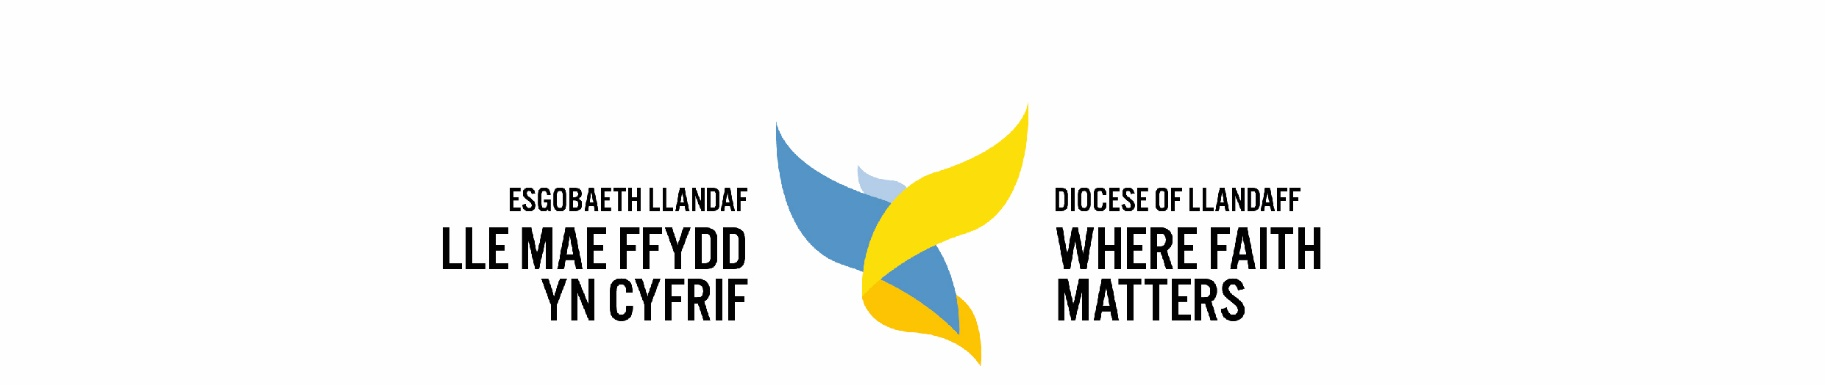 ESGOBAETH LLANDAF
LLE MAE FFYDD
YN CYFRIF
DIOCESE OF LLANDAFF
WHERE FAITH
MATTERS